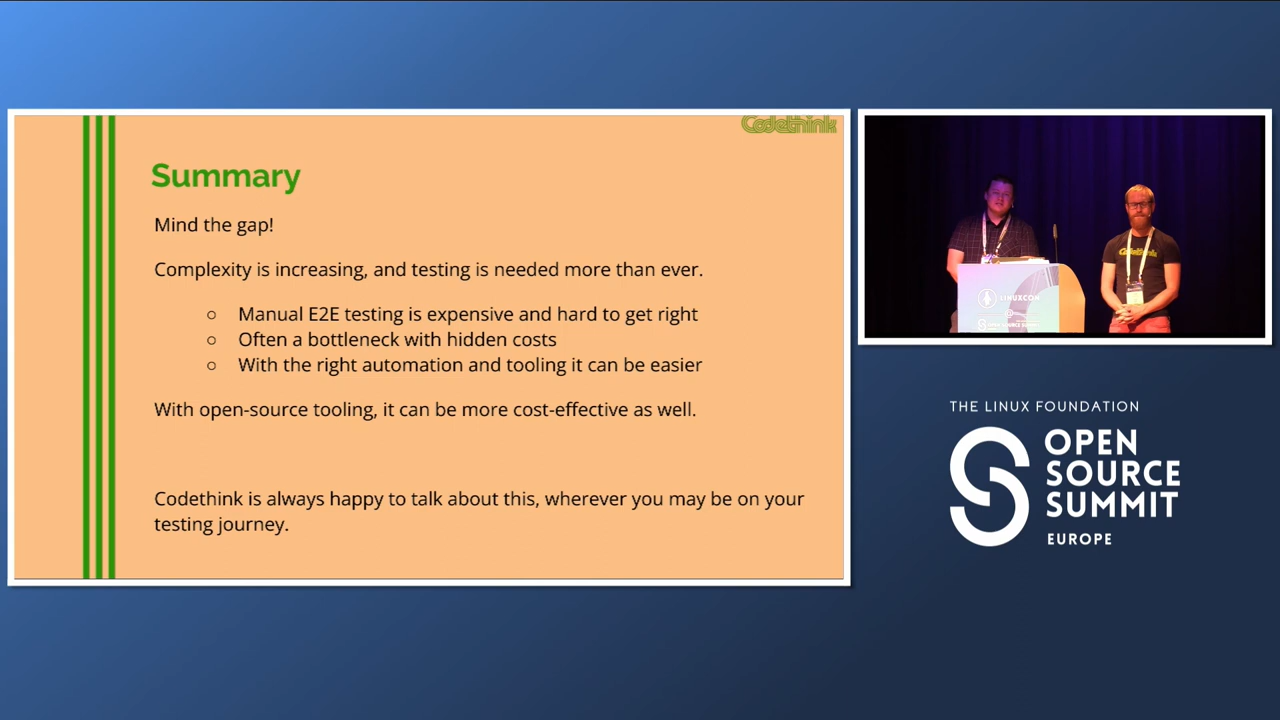 Codethink
Summary
Mind the gap!
Complexity is increasing, and testing is needed more than ever.
○ Manual E2E testing is expensive and hard to get right
○ Often a bottleneck with hidden costs
○ With the right automation and tooling it can be easier
With open-source tooling, it can be more cost-effective as well.
Codethink is always happy to talk about this, wherever you may be on your
testing journey.
Codethink
LINUXCON
THE LINUX FOUNDATION
OPEN
SOURCE
SUMMIT
EUROPE